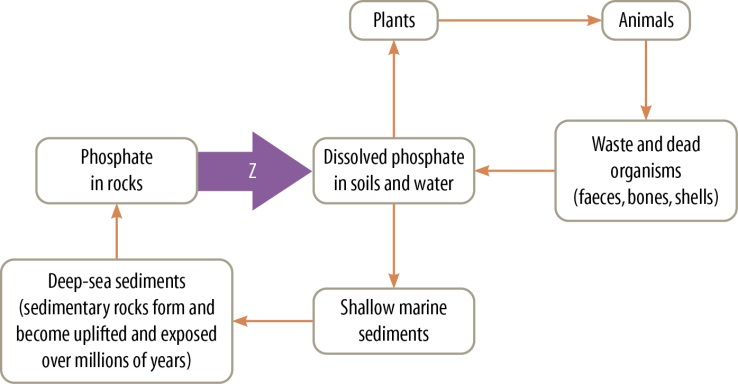 Plants
Animals
Phosphate
in rocks
Z
Dissolved phosphate
in soils and water
Waste and dead
organisms
(faeces, bones, shells)
Deep-sea sediments
(sedimentary rocks form and
become uplifted and exposed
over millions of years)
Shallow marine
sediments